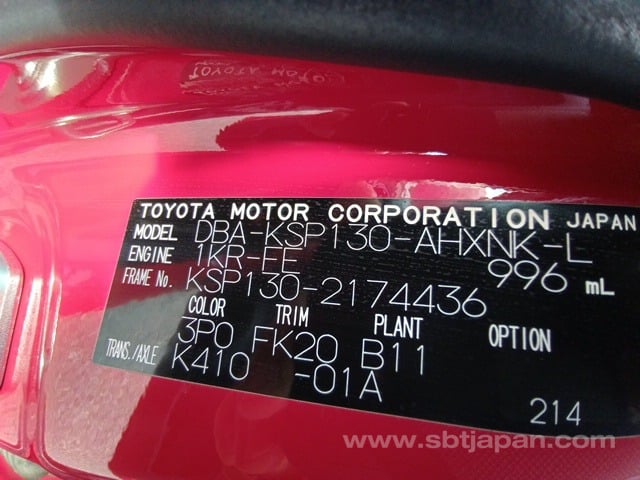 TOYOTA MOTOR CORPORATION JAPAN
MODEL DBA-KSP130-AHXNK-L
ENGINE 1KR-FE 996 mL
FRAME No. KSP130-2174436
COLOR TRIM PLANT OPTION
3P0 FK20 B11
TRANS./AXLE K410 -01A
214
www.sbtjapan.com